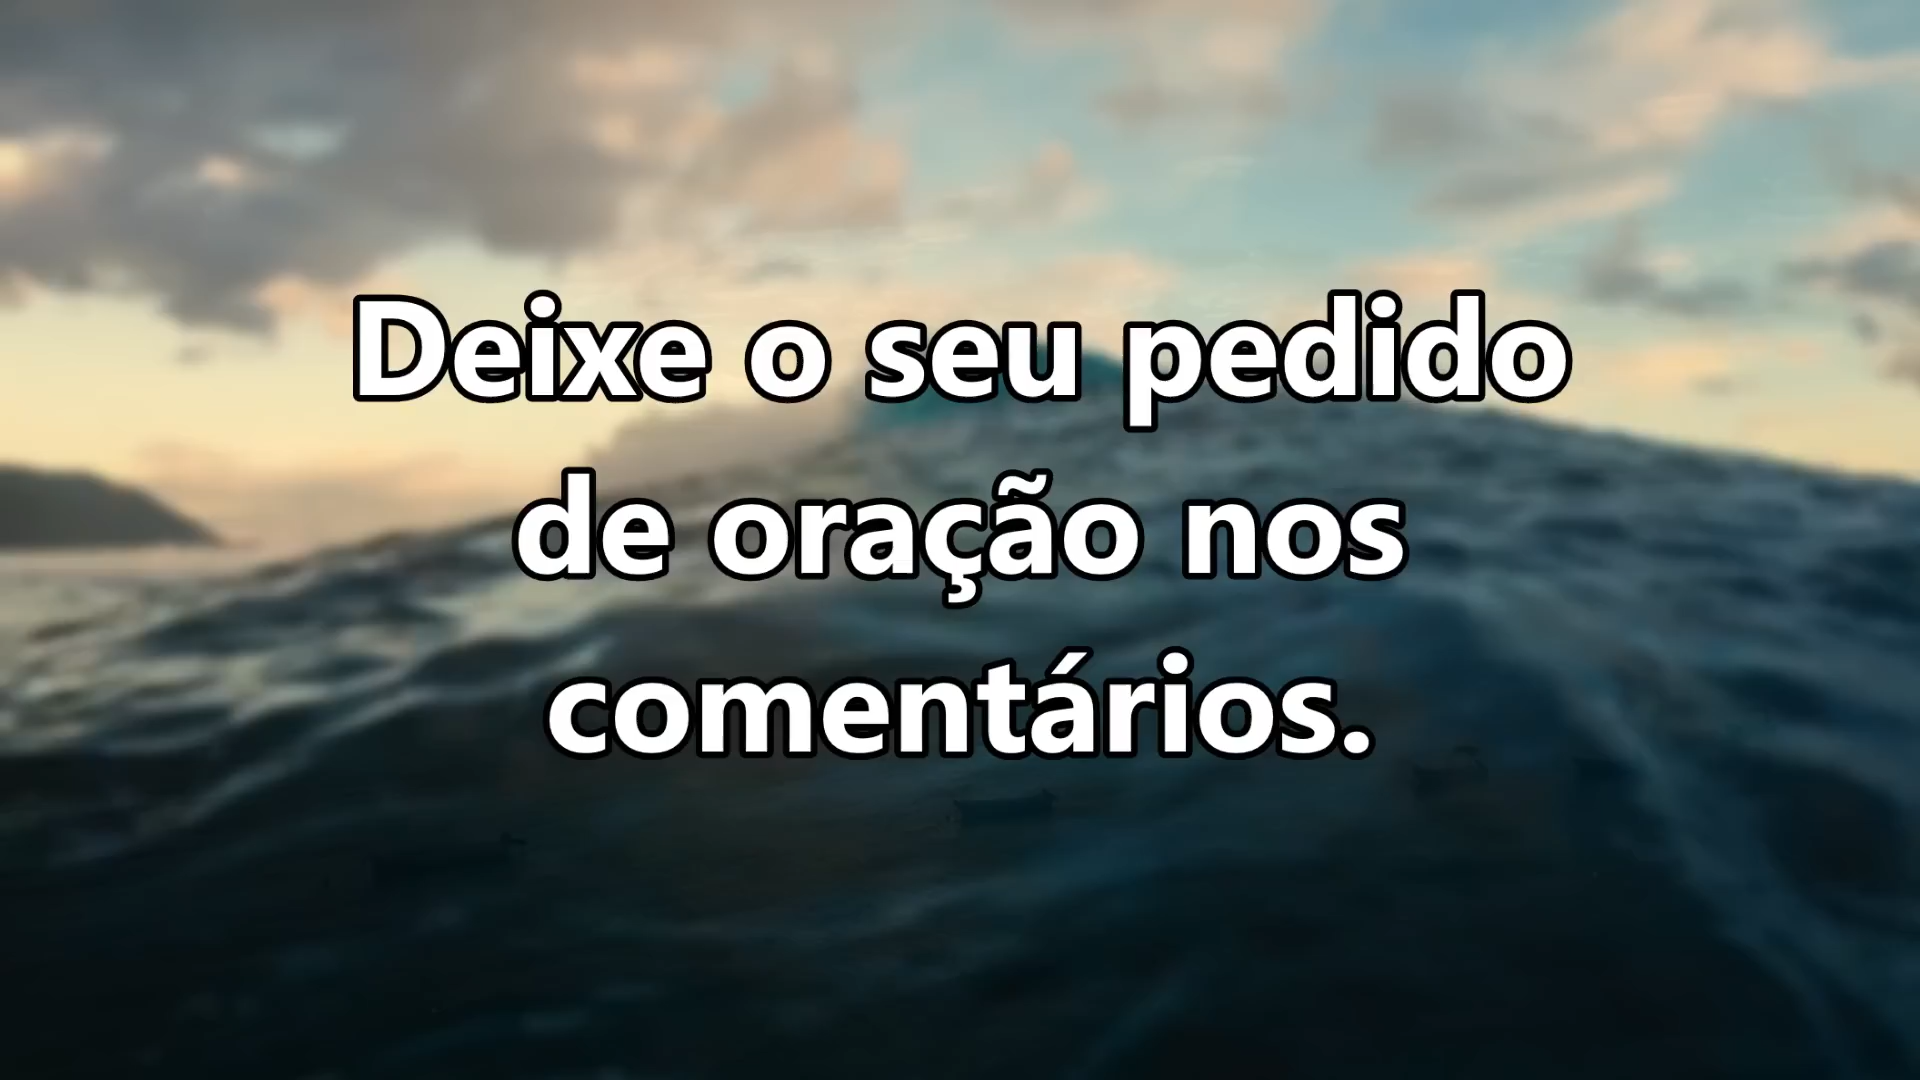 Deixe o seu pedido
de oração nos
comentários.